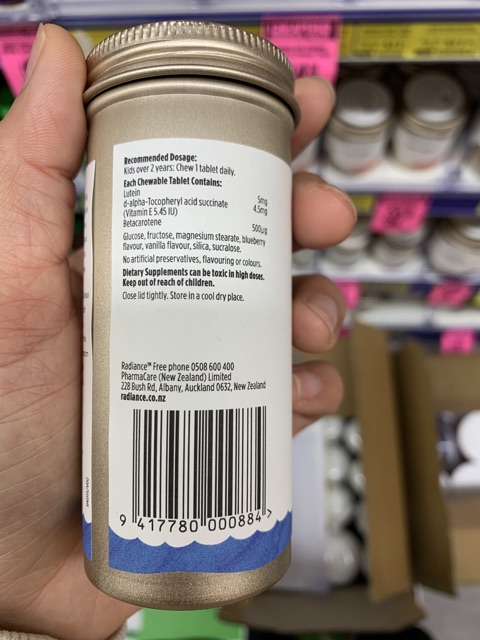 Recommended Dosage:
Kids over 2 years: Chew 1 tablet daily.
Each Chewable Tablet Contains:
Lutein 5mg
d-alpha-Tocopheryl acid succinate 4.5mg
(Vitamin E 5.45 IU)
Betacarotene 500µg
Glucose, fructose, magnesium stearate, blueberry
flavour, vanilla flavour, silica, sucralose.
No artificial preservatives, flavouring or colours.
Dietary Supplements can be toxic in high doses.
Keep out of reach of children.
Close lid tightly. Store in a cool dry place.
Radiance™ Free phone 0508 600 400
PharmaCare (New Zealand) Limited
228 Bush Rd, Albany, Auckland 0632, New Zealand
radiance.co.nz
9 417780 000884 >